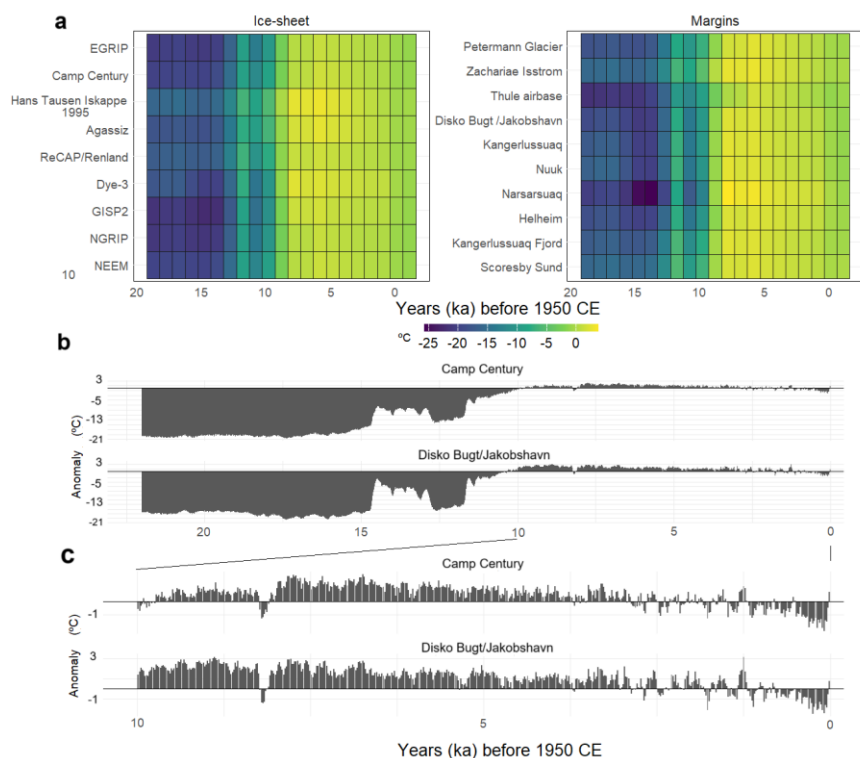 a
Ice-sheet
EGRIP
Camp Century
Hans Tausen Iskappe
1995
Agassiz
ReCAP/Renland
Dye-3
GISP2
NGRIP
NEEM
10
20 15 10 5 0
Margins
Petermann Glacier
Zachariae Isstrom
Thule airbase
Disko Bugt /Jakobshavn
Kangerlussuaq
Nuuk
Narsarsuaq
Helheim
Kangerlussuaq Fjord
Scoresby Sund
20 15 10 5 0
Years (ka) before 1950 CE
ºC
-25 -20 -15 -10 -5 0
b
Camp Century
3
-5
-13
-21
Anomaly (ºC)
Disko Bugt/Jakobshavn
3
-5
-13
-21
20 15 10 5 0
c
Camp Century
-1
Anomaly (ºC)
Disko Bugt/Jakobshavn
3
-1
10 5 0
Years (ka) before 1950 CE